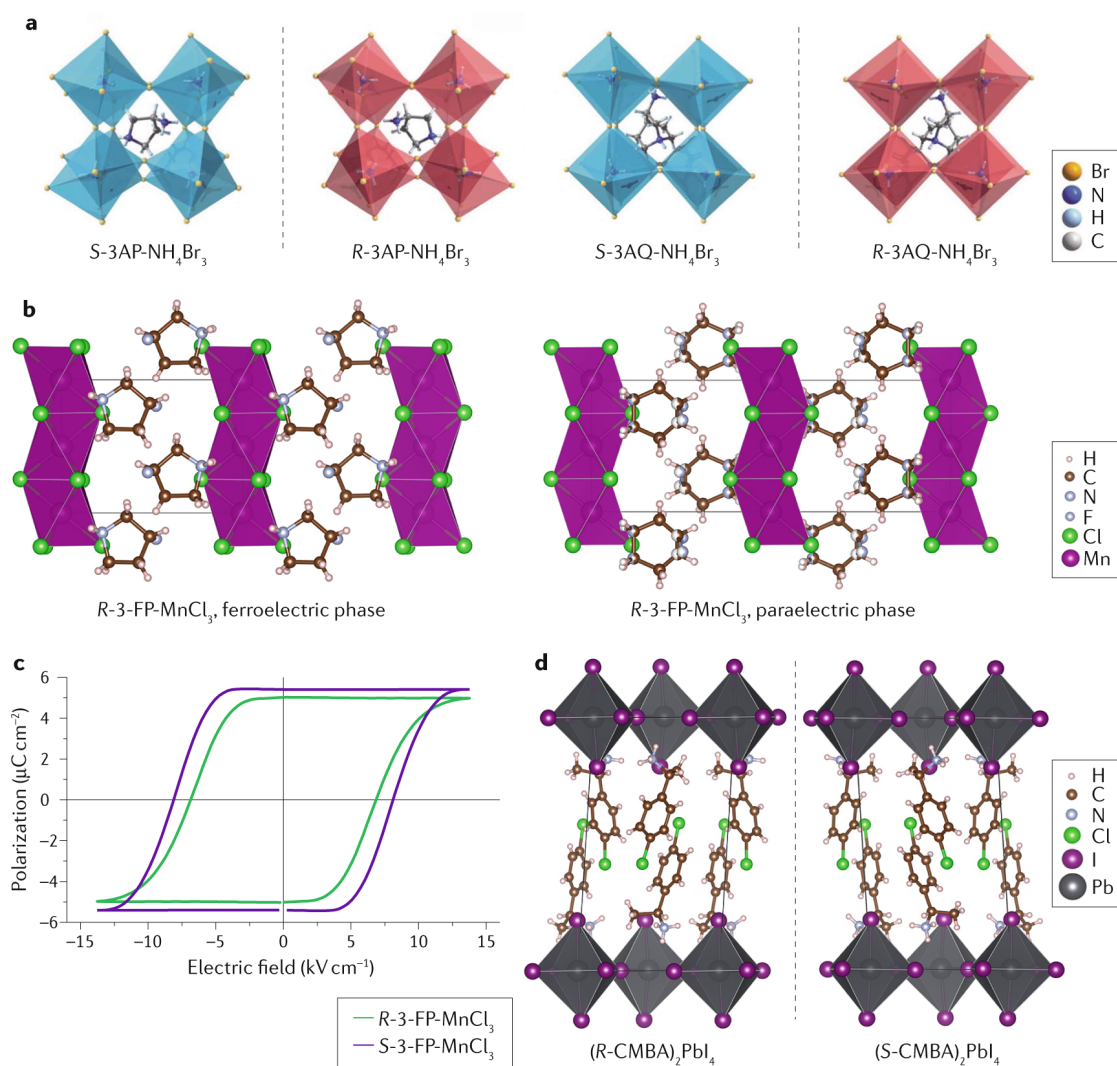 a
S-3AP-NH₄Br₃
R-3AP-NH₄Br₃
S-3AQ-NH₄Br₃
R-3AQ-NH₄Br₃
Br
N
H
C
b
R-3-FP-MnCl₃, ferroelectric phase
R-3-FP-MnCl₃, paraelectric phase
H
C
N
F
Cl
Mn
c
Polarization (μC cm⁻²)
6
4
2
0
−2
−4
−6
−15
−10
−5
0
5
10
15
Electric field (kV cm⁻¹)
R-3-FP-MnCl₃
S-3-FP-MnCl₃
d
(R-CMBA)₂PbI₄
(S-CMBA)₂PbI₄
H
C
N
Cl
I
Pb